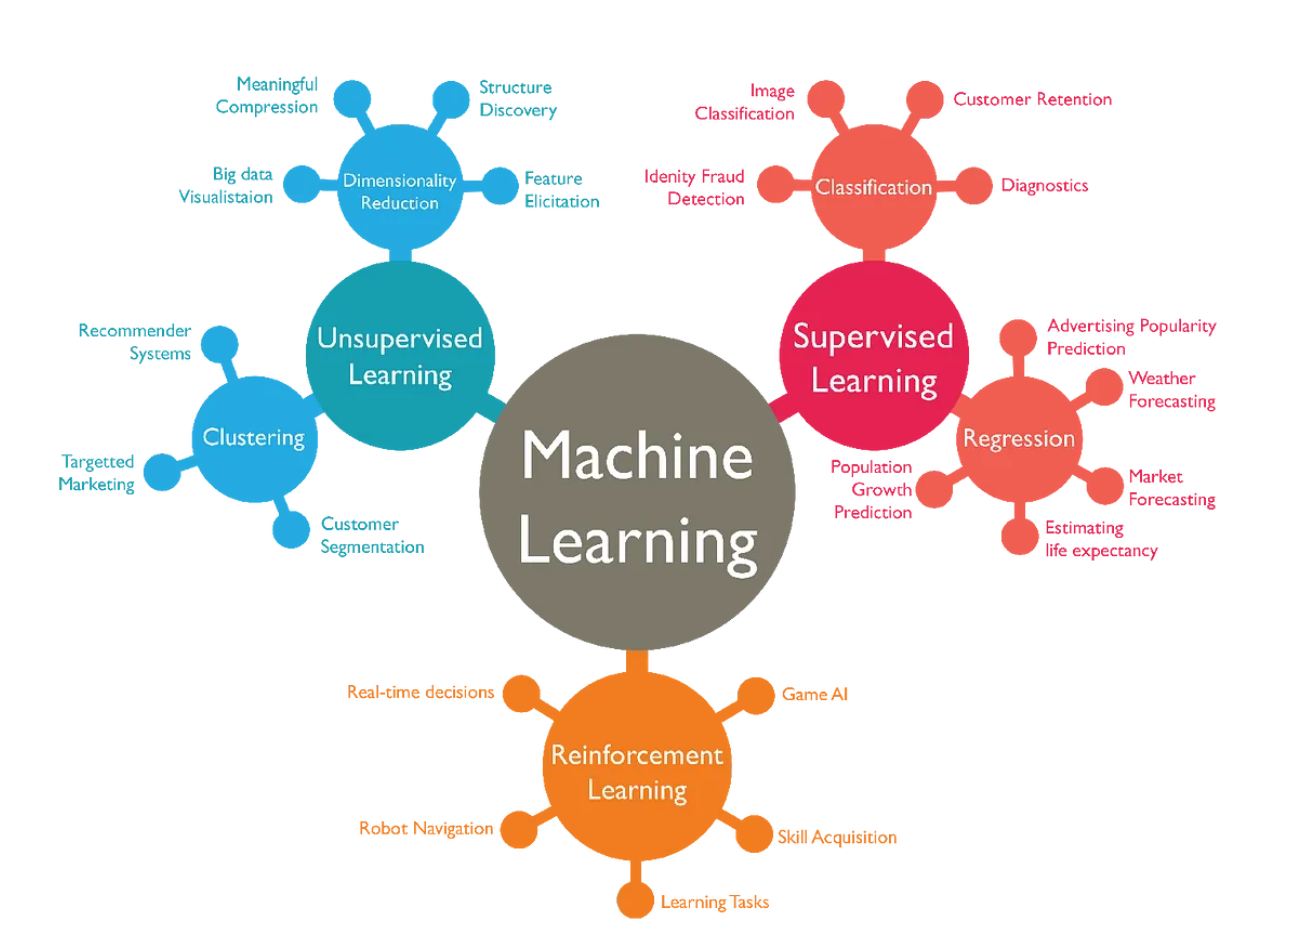 Meaningful
Compression
Structure
Discovery
Big data
Visualistaion
Dimensionality
Reduction
Feature
Elicitation
Image
Classification
Customer Retention
Idenity Fraud
Detection
Classification
Diagnostics
Recommender
Systems
Unsupervised
Learning
Clustering
Targetted
Marketing
Customer
Segmentation
Machine
Learning
Supervised
Learning
Advertising Popularity
Prediction
Weather
Forecasting
Regression
Population
Growth
Prediction
Market
Forecasting
Estimating
life expectancy
Real-time decisions
Game AI
Reinforcement
Learning
Robot Navigation
Skill Acquisition
Learning Tasks